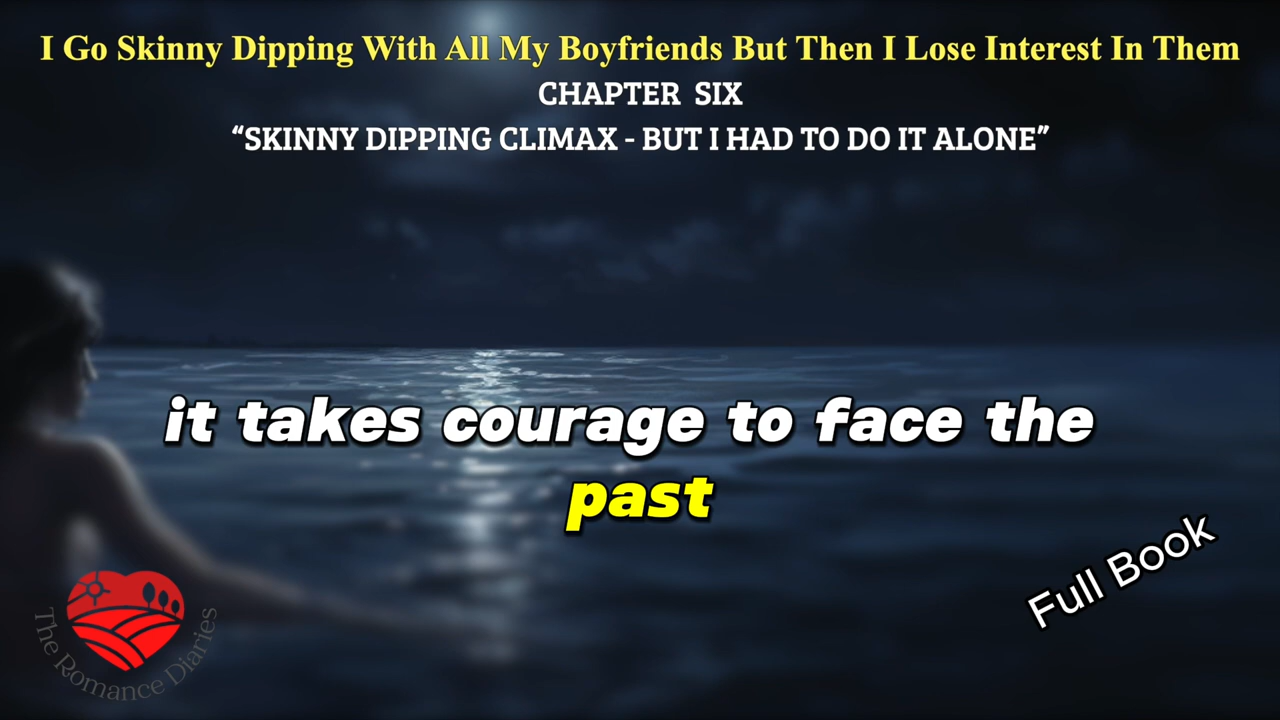 I Go Skinny Dipping With All My Boyfriends But Then I Lose Interest In Them
CHAPTER SIX
“SKINNY DIPPING CLIMAX - BUT I HAD TO DO IT ALONE”
it takes courage to face the
past
Full Book
The Romance Diaries